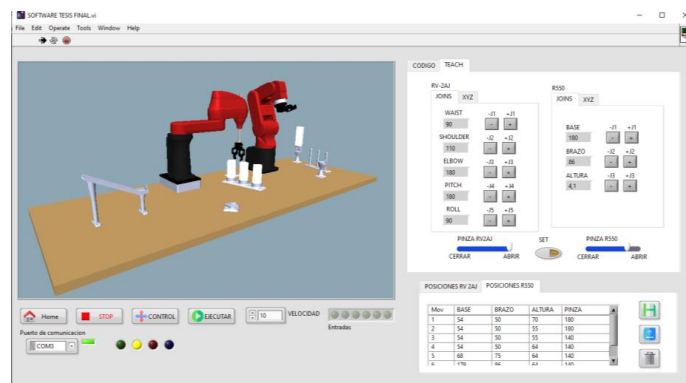 SOFTWARE TESIS FINAL.vi
File Edit Operate Tools Window Help
CODIGO TEACH
RV-2AJ
JOINS XYZ
WAIST -J1 +J1
90 - +
SHOULDER -J2 +J2
110 - +
ELBOW -J3 +J3
180 - +
PITCH -J4 +J4
180 - +
ROLL -J5 +J5
90 - +
R550
JOINS XYZ
BASE -J1 +J1
180 - +
BRAZO -J2 +J2
86 - +
ALTURA -J3 +J3
4,1 - +
PINZA RV2AJ
CERRAR ABRIR
SET
PINZA R550
CERRAR ABRIR
Home STOP CONTROL EJECUTAR 10 VELOCIDAD
Entradas
Puerto de comunicacion
COM3
POSICIONES RV 2AJ POSICIONES R550
Mov BASE BRAZO ALTURA PINZA
1 54 50 70 180
2 54 50 55 180
3 54 50 55 140
4 54 50 64 140
5 68 75 64 140
6 178 86 64 140